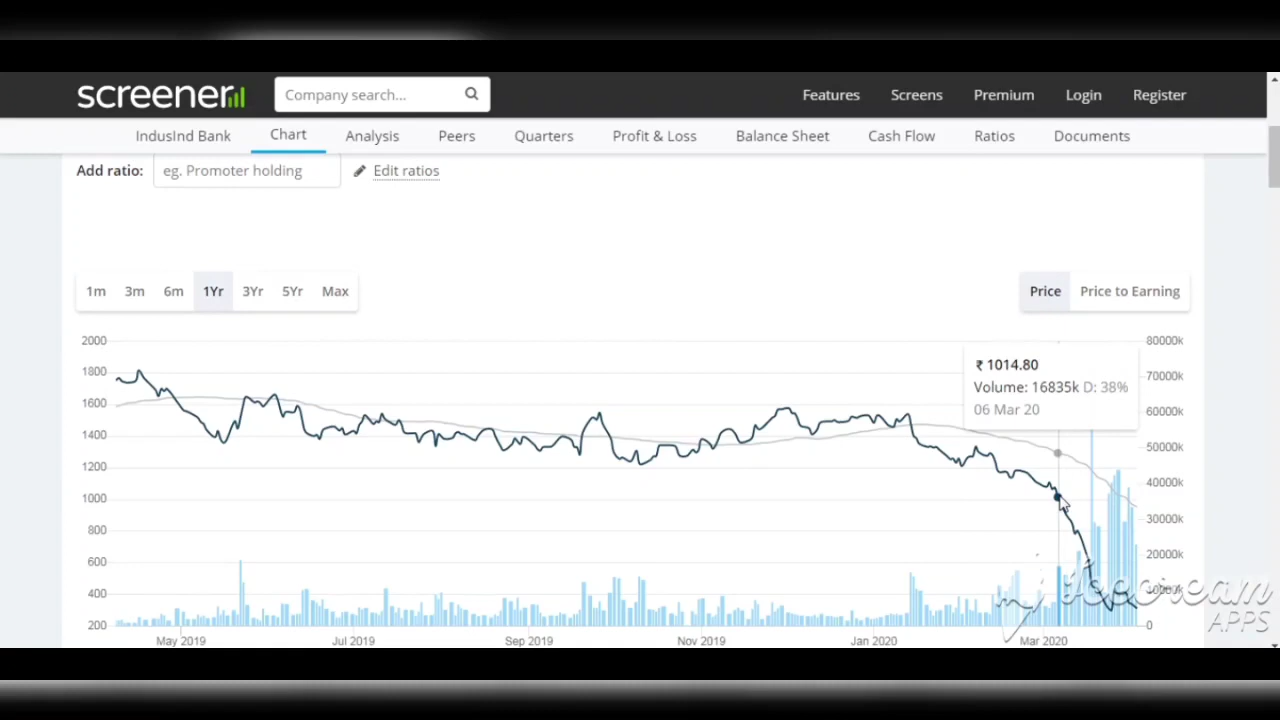 screener
Company search...
Features Screens Premium Login Register
IndusInd Bank Chart Analysis Peers Quarters Profit & Loss Balance Sheet Cash Flow Ratios Documents
Add ratio: eg. Promoter holding Edit ratios
1m 3m 6m 1Yr 3Yr 5Yr Max
Price Price to Earning
2000 80000k
1800 70000k
1600 60000k
1400 50000k
1200 40000k
1000 30000k
800 20000k
600
400
200 0
₹ 1014.80
Volume: 16835k D: 38%
06 Mar 20
May 2019 Jul 2019 Sep 2019 Nov 2019 Jan 2020 Mar 2020
APPS